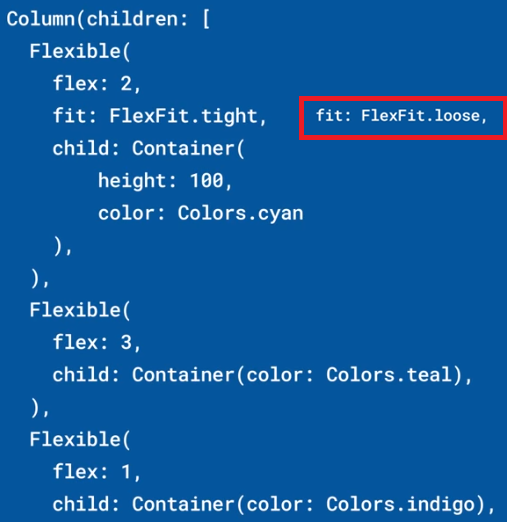 Column(children: [
Flexible(
flex: 2,
fit: FlexFit.tight, fit: FlexFit.loose,
child: Container(
height: 100,
color: Colors.cyan
),
),
Flexible(
flex: 3,
child: Container(color: Colors.teal),
),
Flexible(
flex: 1,
child: Container(color: Colors.indigo),